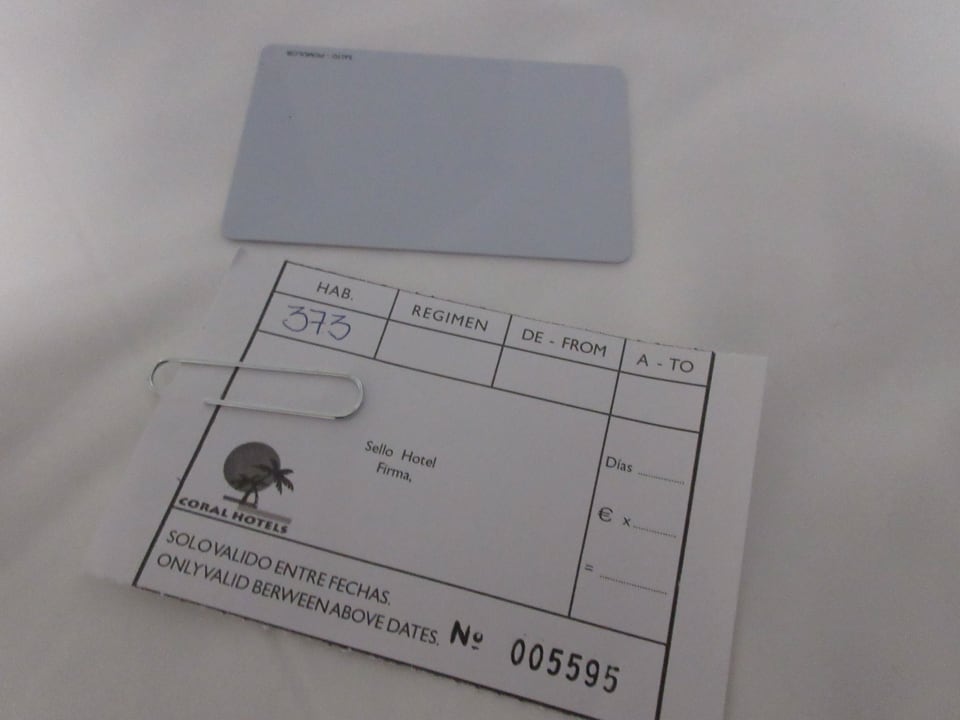 HAB.
REGIMEN
DE - FROM
A - TO
373
Sello Hotel
Firma,
Días
€ x
=
CORAL HOTELS
SOLO VALIDO ENTRE FECHAS.
ONLY VALID BERWEEN ABOVE DATES.
Nº 005595